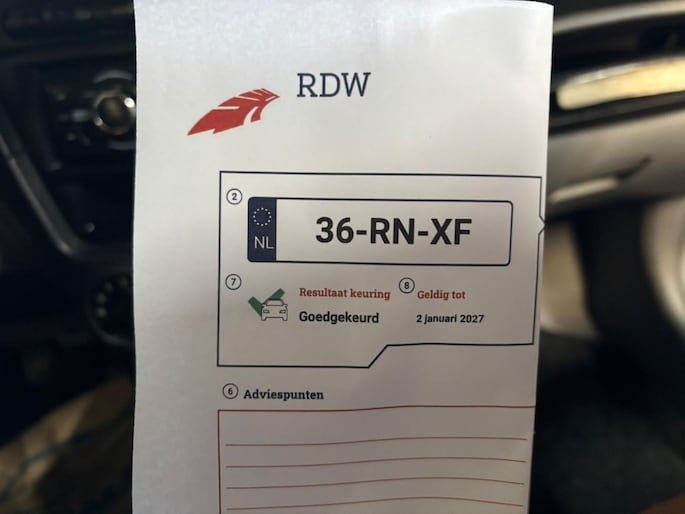 RDW
2
NL
36-RN-XF
7
Resultaat keuring
Goedgekeurd
8
Geldig tot
2 januari 2027
6 Adviespunten